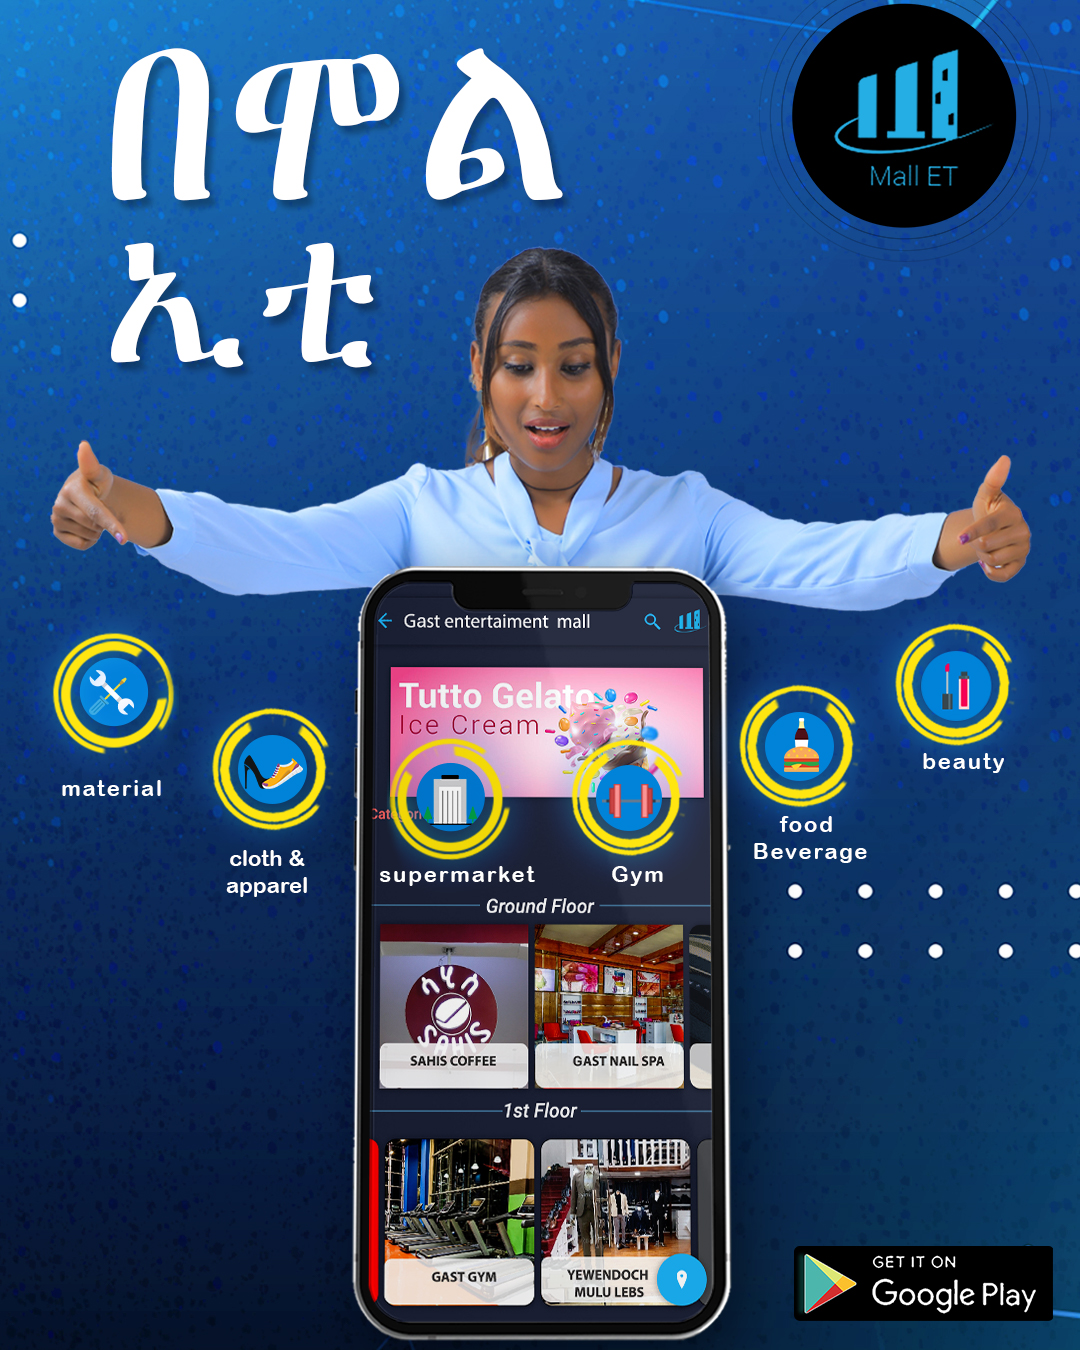 በሞል
ኢቲ
Mall ET
Gast entertaiment mall
Tutto Gelato
Ice Cream
material
cloth &
apparel
supermarket
Gym
food
Beverage
beauty
Ground Floor
ሳሂስ
SAHIS
SAHIS COFFEE
GAST NAIL SPA
1st Floor
GAST GYM
YEWENDOCH
MULU LEBS
GET IT ON
Google Play